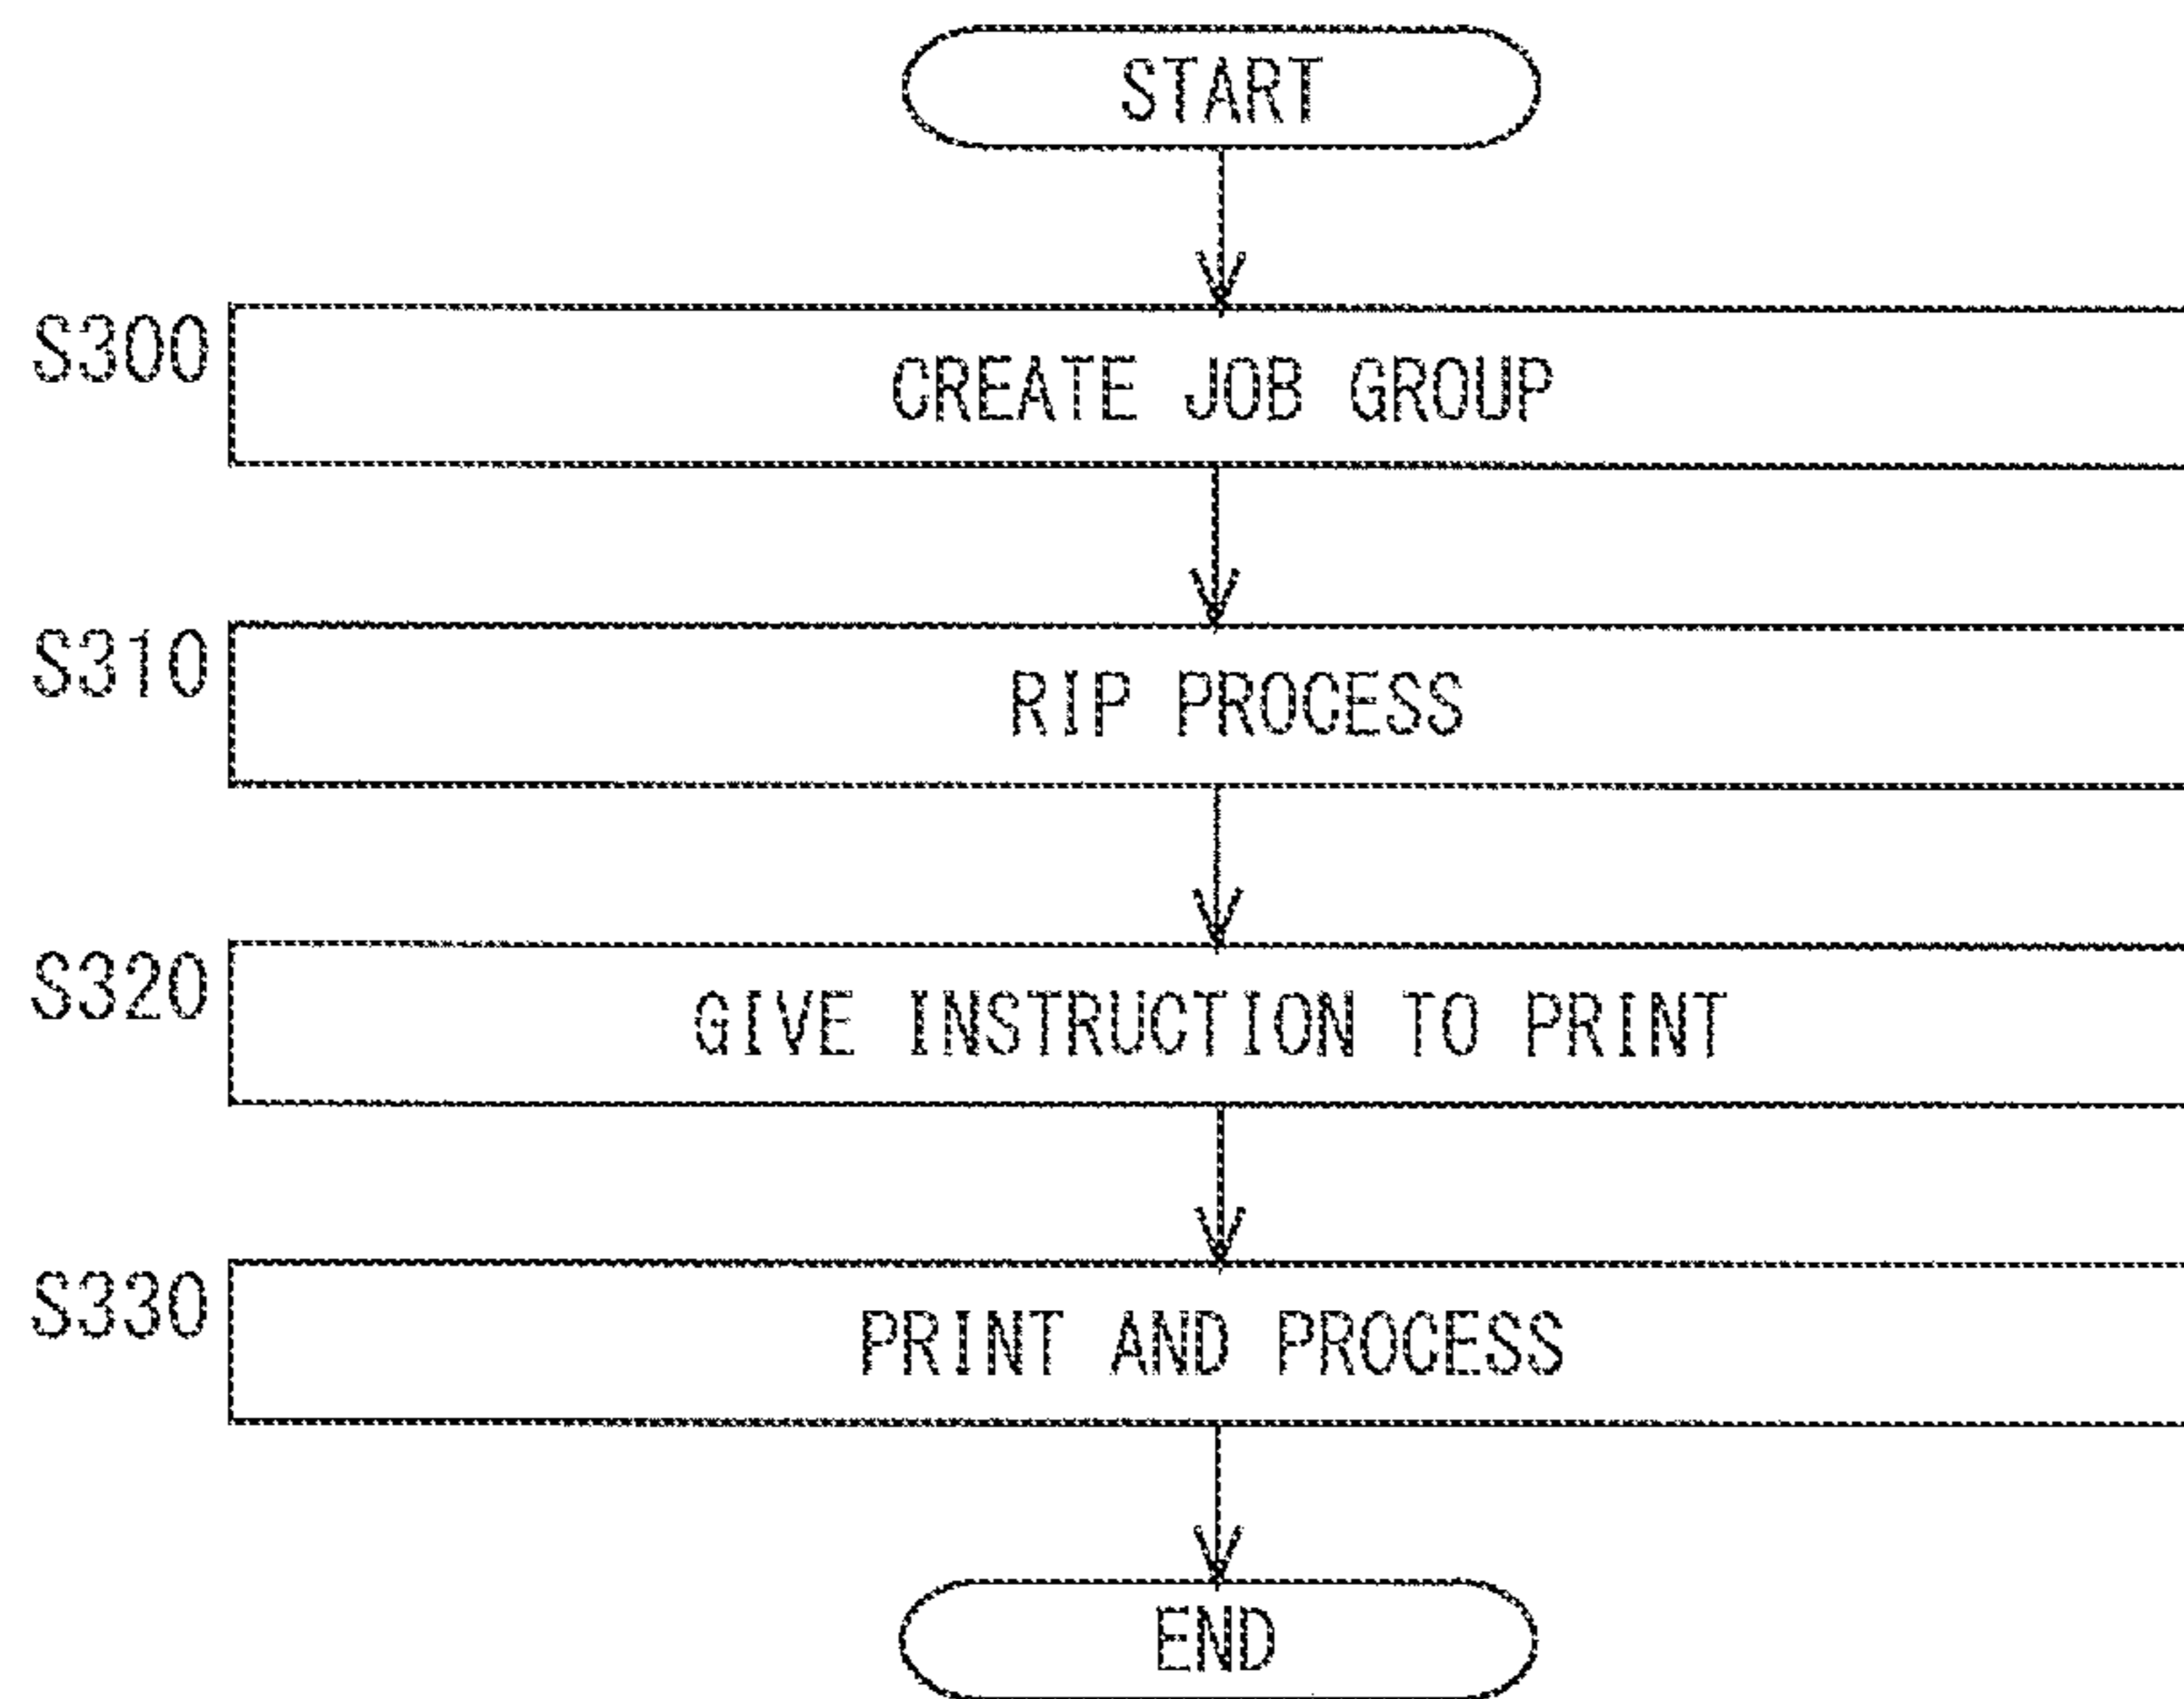 START
S300
CREATE JOB GROUP
S310
RIP PROCESS
S320
GIVE INSTRUCTION TO PRINT
S330
PRINT AND PROCESS
END